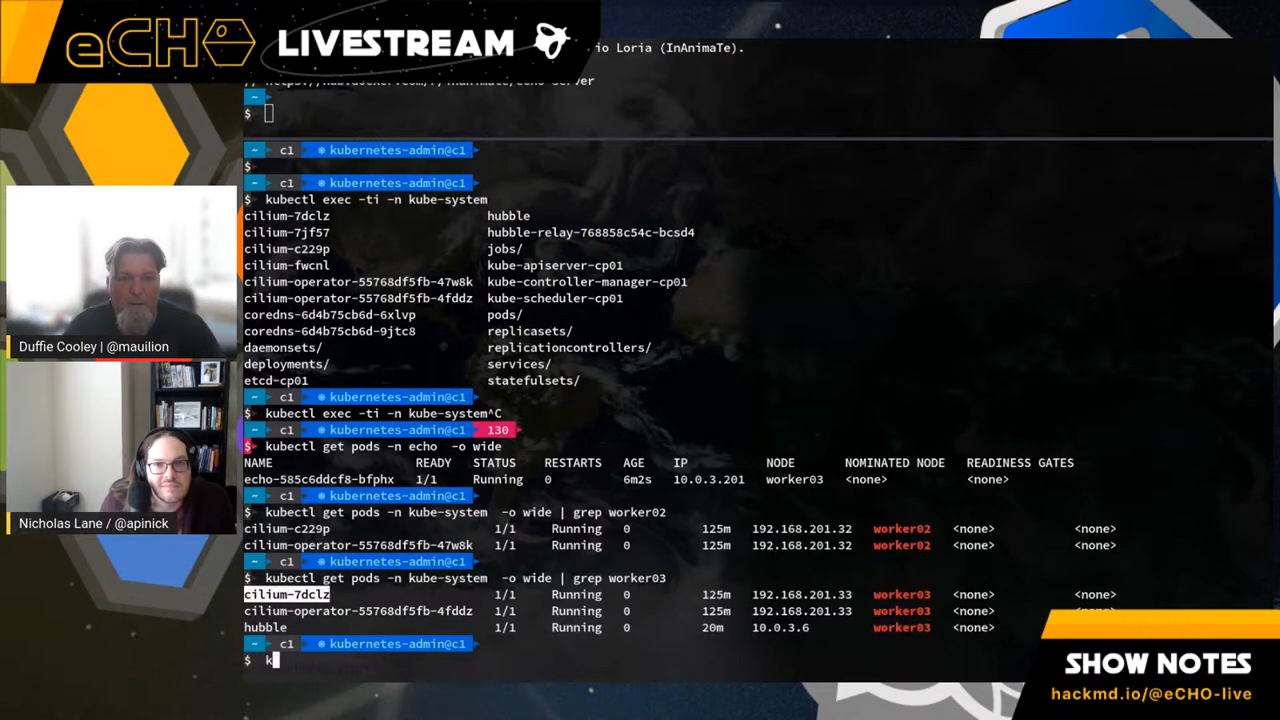 eCHO LIVESTREAM
io Loria (InAnimaTe).
~
$
~ c1 kubernetes-admin@c1
$
~ c1 kubernetes-admin@c1
$ kubectl exec -ti -n kube-system
cilium-7dclz hubble
cilium-7jf57 hubble-relay-768858c54c-bcsd4
cilium-c229p jobs/
cilium-fwcnl kube-apiserver-cp01
cilium-operator-55768df5fb-47w8k kube-controller-manager-cp01
cilium-operator-55768df5fb-4fddz kube-scheduler-cp01
coredns-6d4b75cb6d-6xlvp pods/
coredns-6d4b75cb6d-9jtc8 replicasets/
daemonsets/ replicationcontrollers/
deployments/ services/
etcd-cp01 statefulsets/
~ c1 kubernetes-admin@c1
$ kubectl exec -ti -n kube-system^C
~ c1 kubernetes-admin@c1 130
$ kubectl get pods -n echo -o wide
NAME READY STATUS RESTARTS AGE IP NODE NOMINATED NODE READINESS GATES
echo-585c6ddcf8-bfphx 1/1 Running 0 6m2s 10.0.3.201 worker03 <none> <none>
~ c1 kubernetes-admin@c1
$ kubectl get pods -n kube-system -o wide | grep worker02
cilium-c229p 1/1 Running 0 125m 192.168.201.32 worker02 <none> <none>
cilium-operator-55768df5fb-47w8k 1/1 Running 0 125m 192.168.201.32 worker02 <none> <none>
~ c1 kubernetes-admin@c1
$ kubectl get pods -n kube-system -o wide | grep worker03
cilium-7dclz 1/1 Running 0 125m 192.168.201.33 worker03 <none> <none>
cilium-operator-55768df5fb-4fddz 1/1 Running 0 125m 192.168.201.33 worker03 <none> <none>
hubble 1/1 Running 0 20m 10.0.3.6 worker03 <none>
~ c1 kubernetes-admin@c1
$ k
Duffie Cooley | @mauilion
Nicholas Lane / @apinick
SHOW NOTES
hackmd.io/@eCHO-live